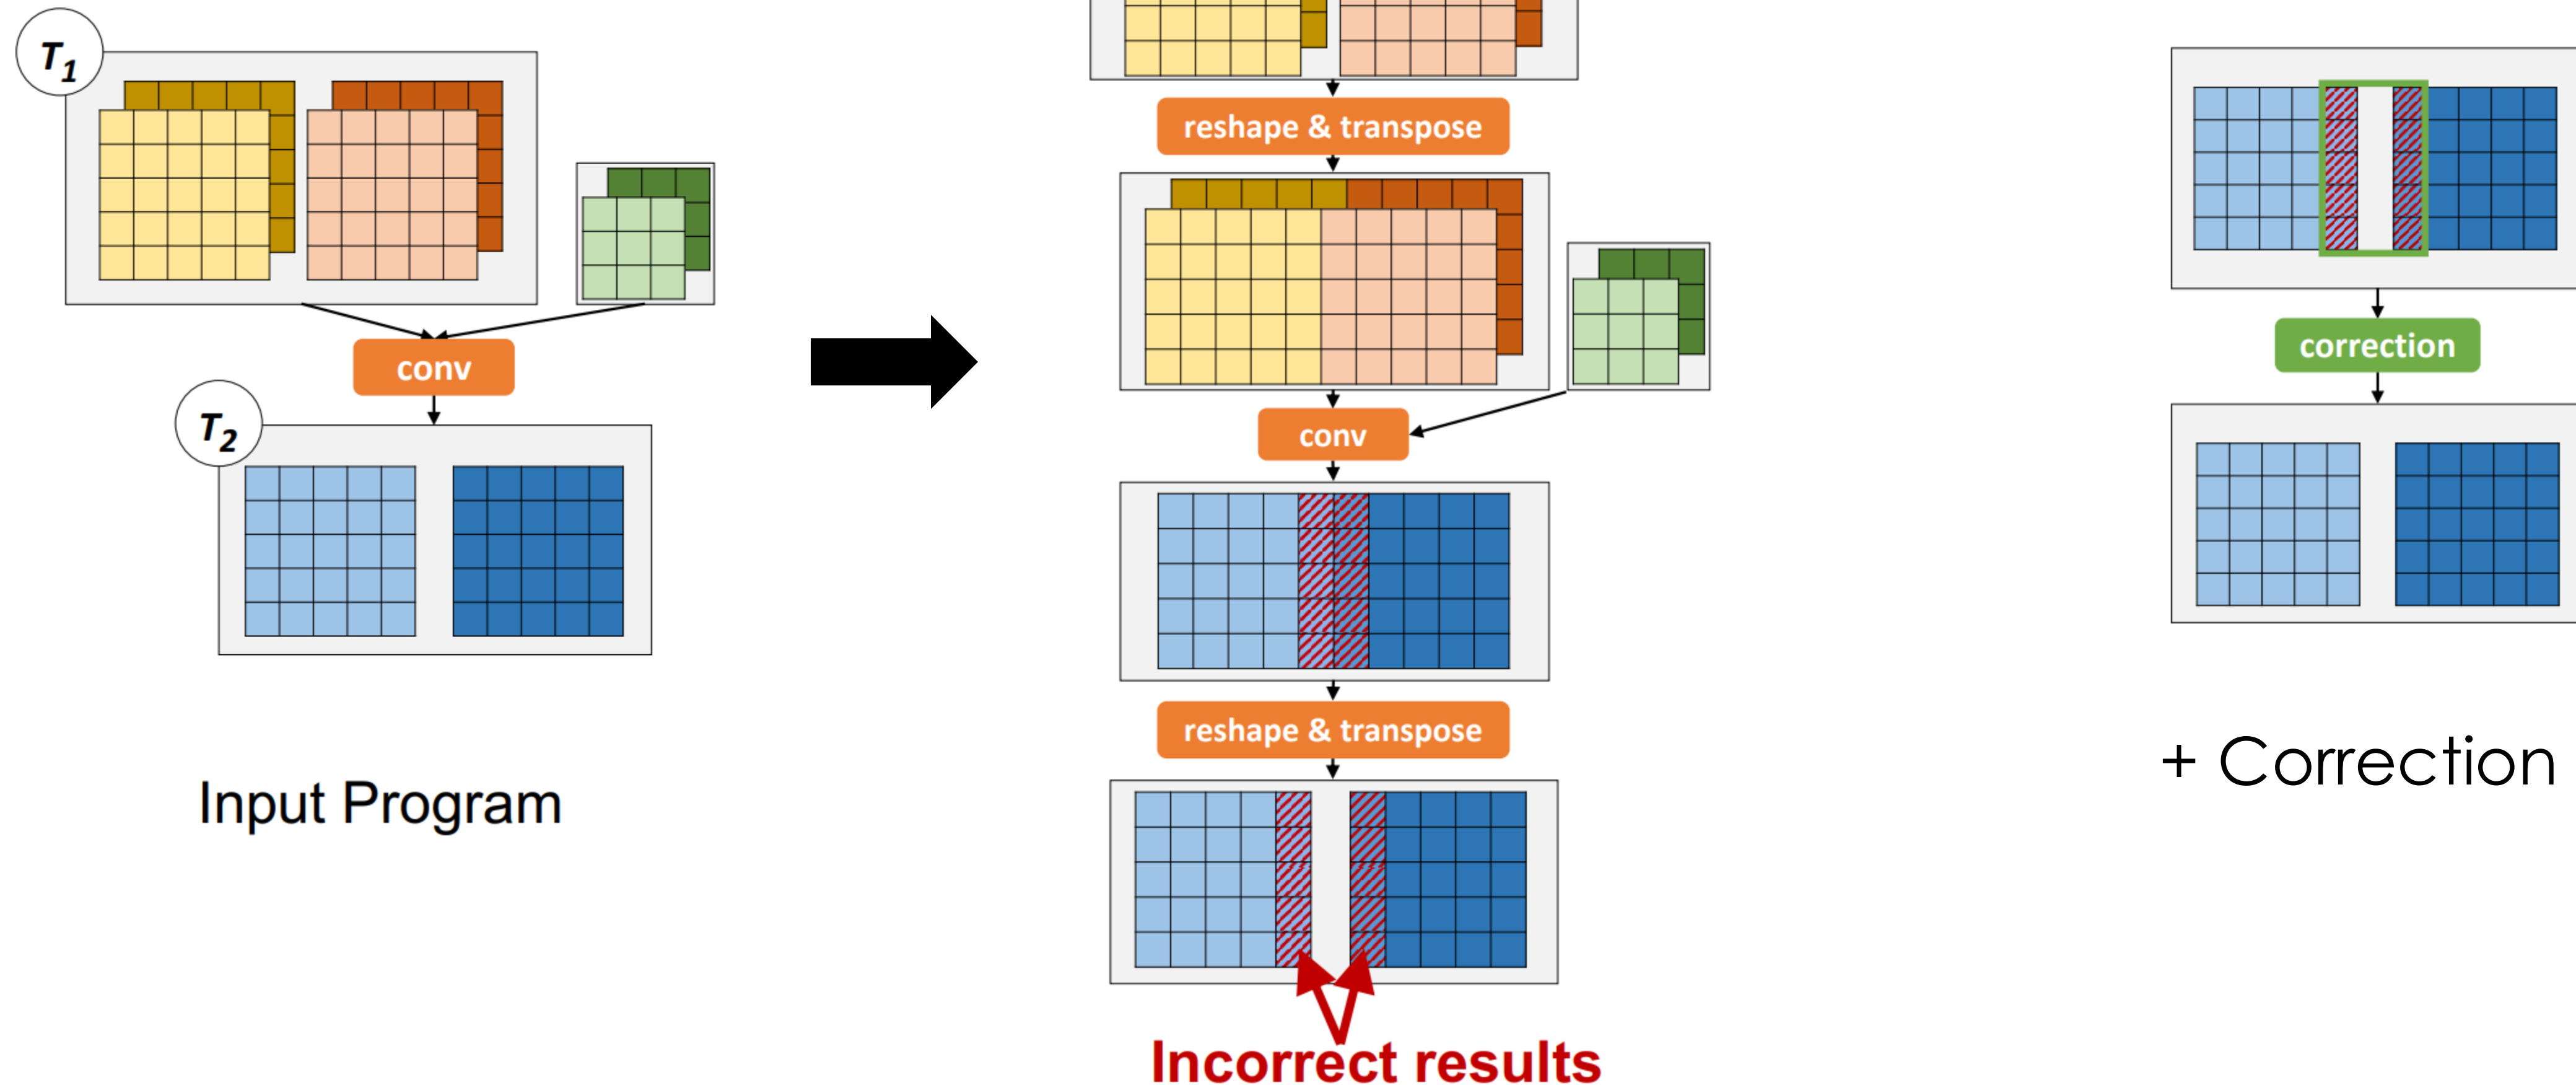 T1
conv
T2
Input Program
reshape & transpose
conv
reshape & transpose
Incorrect results
correction
+ Correction